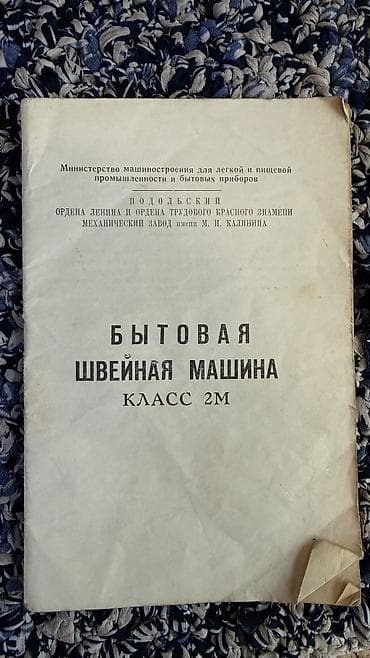 Министерство машиностроения для легкой и пищевой
промышленности и бытовых приборов
ПОДОЛЬСКИЙ
ОРДЕНА ЛЕНИНА И ОРДЕНА ТРУДОВОГО КРАСНОГО ЗНАМЕНИ
МЕХАНИЧЕСКИЙ ЗАВОД имени М. И. КАЛИНИНА
БЫТОВАЯ
ШВЕЙНАЯ МАШИНА
КЛАСС 2М